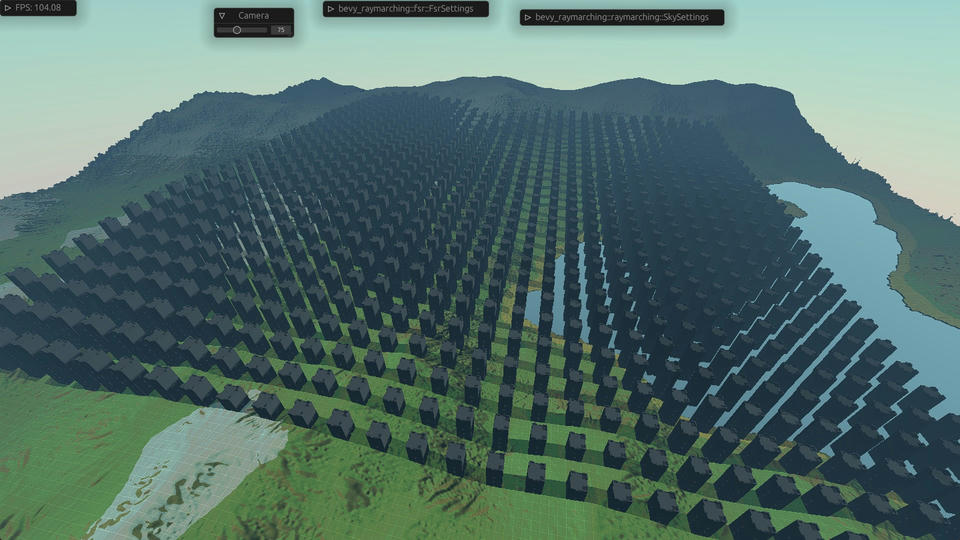 FPS: 104.08
Camera
75
bevy_raymarching::fsr::FsrSettings
bevy_raymarching::raymarching::SkySettings